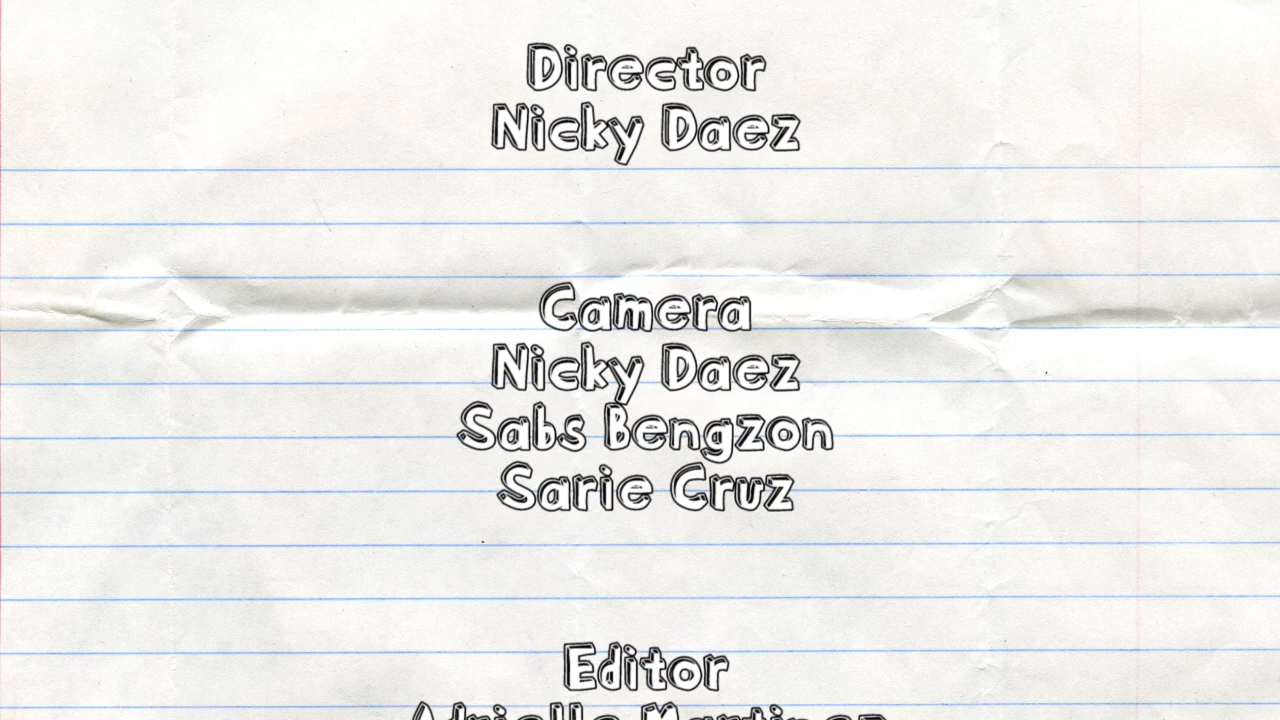 Director
Nicky Daez
Camera
Nicky Daez
Sabs Bengzon
Sarie Cruz
Editor